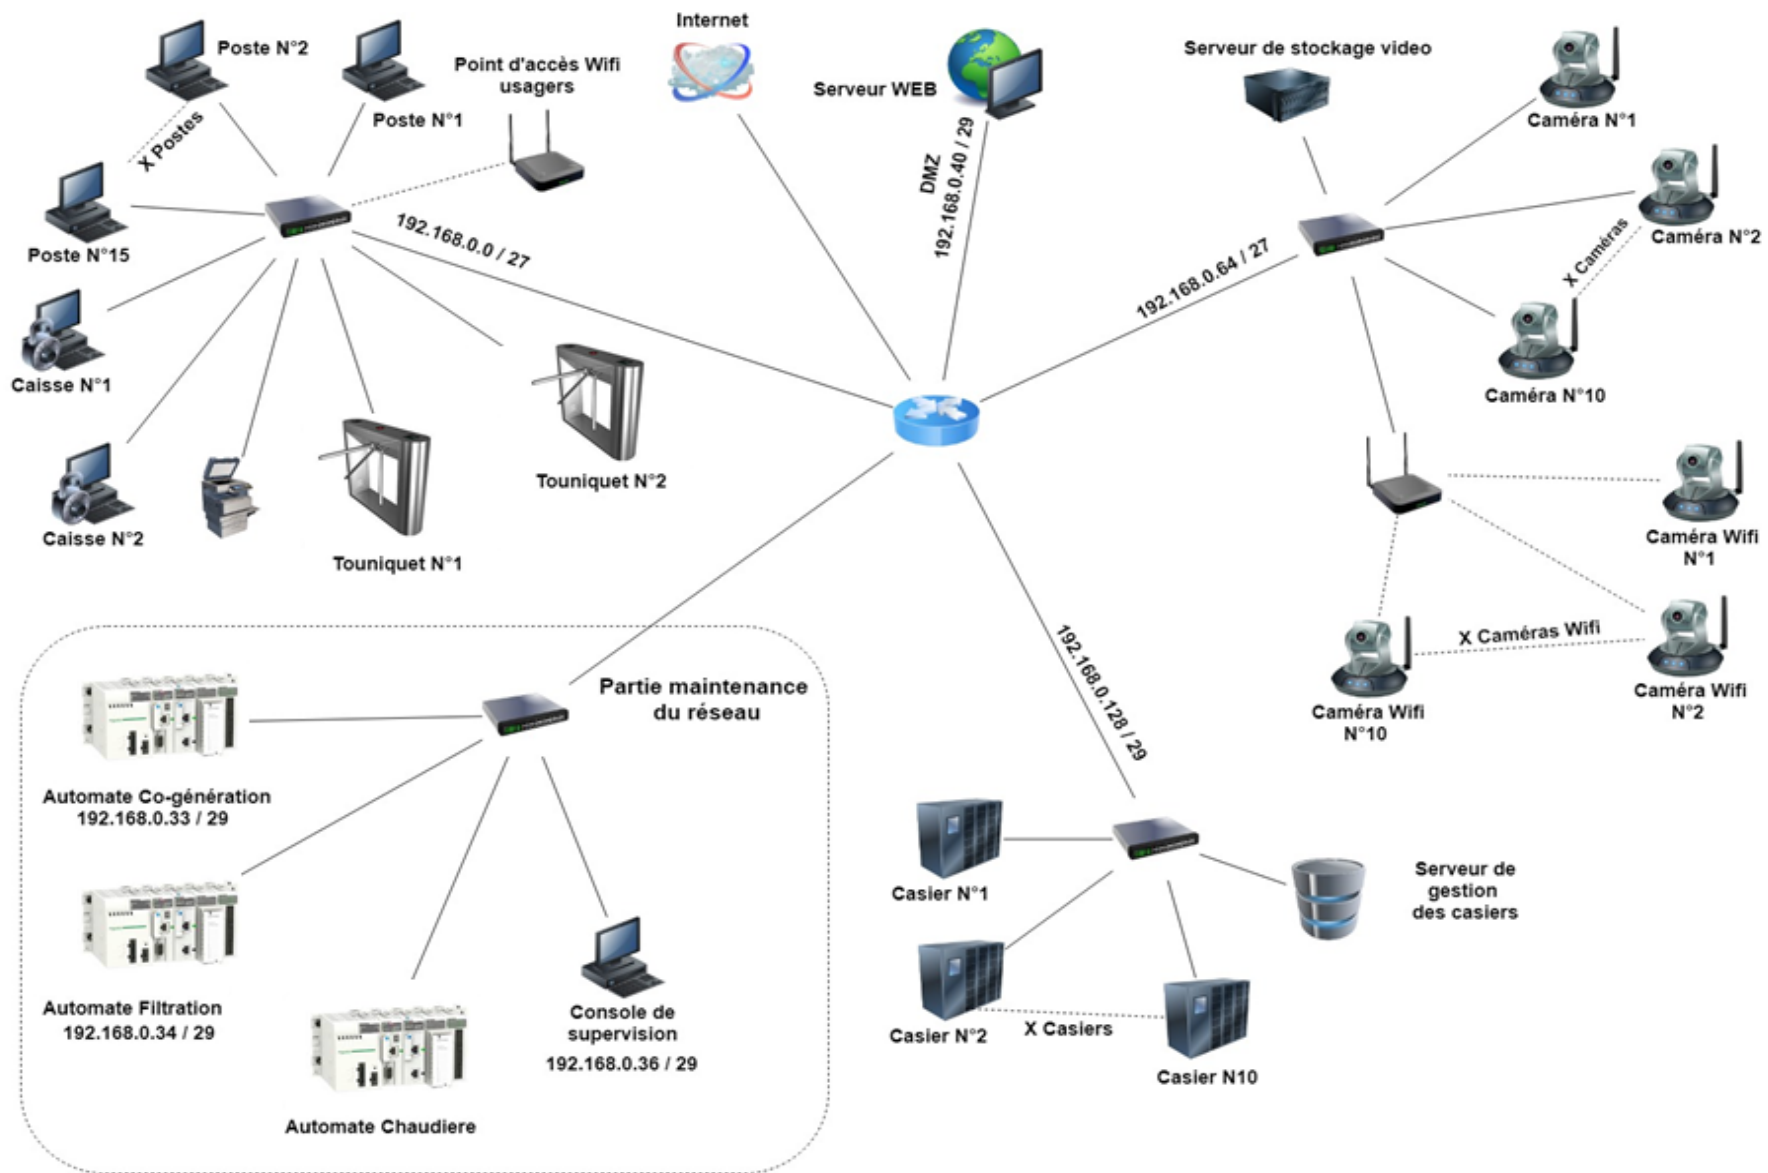 Internet
Poste N°2
Serveur de stockage video
Point d'accès Wifi
usagers
Serveur WEB
Poste N°1
Caméra N°1
X Postes
DMZ
192.168.0.40 / 29
192.168.0.0 / 27
Poste N°15
Caméra N°2
X Caméras
192.168.0.64 / 27
Caisse N°1
Caméra N°10
Touniquet N°2
Caisse N°2
Touniquet N°1
Caméra Wifi
N°1
X Caméras Wifi
Caméra Wifi
N°2
Caméra Wifi
N°10
Partie maintenance
du réseau
192.168.0.128 / 29
Automate Co-génération
192.168.0.33 / 29
Casier N°1
Serveur de
gestion
des casiers
Automate Filtration
192.168.0.34 / 29
Console de
supervision
192.168.0.36 / 29
Casier N°2
X Casiers
Casier N10
Automate Chaudiere